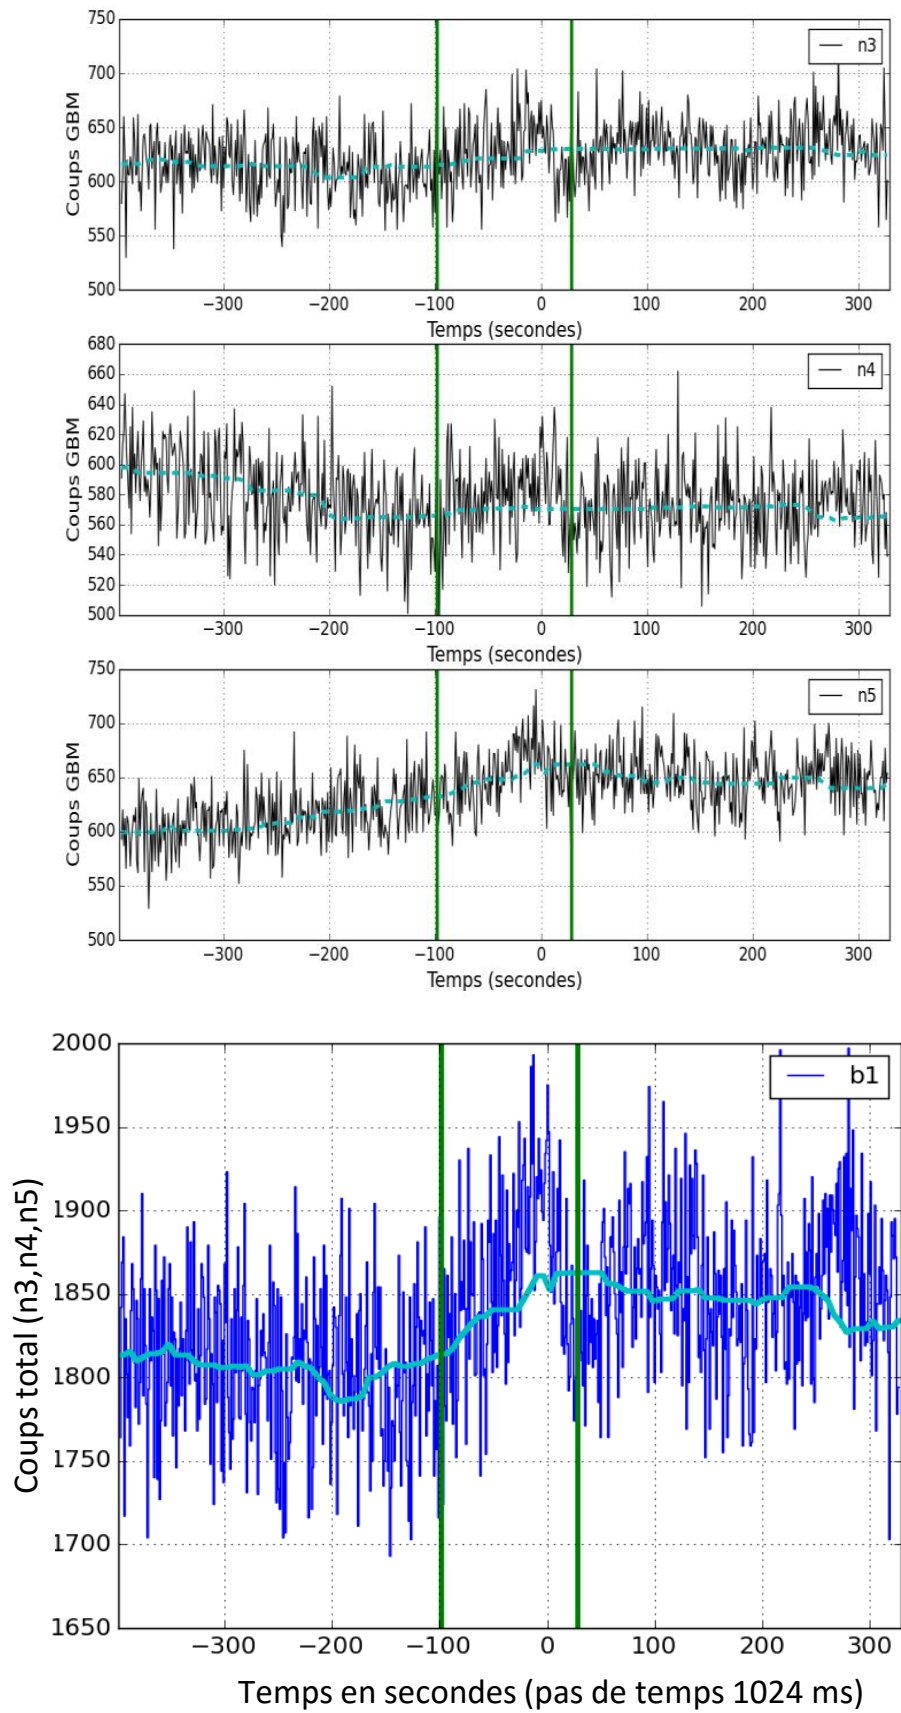 750
n3
700
650
600
550
500
Coups GBM
−300 −200 −100 0 100 200 300
Temps (secondes)
680
n4
660
640
620
600
580
560
540
520
500
Coups GBM
−300 −200 −100 0 100 200 300
Temps (secondes)
750
n5
700
650
600
550
500
Coups GBM
−300 −200 −100 0 100 200 300
Temps (secondes)
2000
b1
1950
1900
1850
1800
1750
1700
1650
Coups total (n3,n4,n5)
−300 −200 −100 0 100 200 300
Temps en secondes (pas de temps 1024 ms)